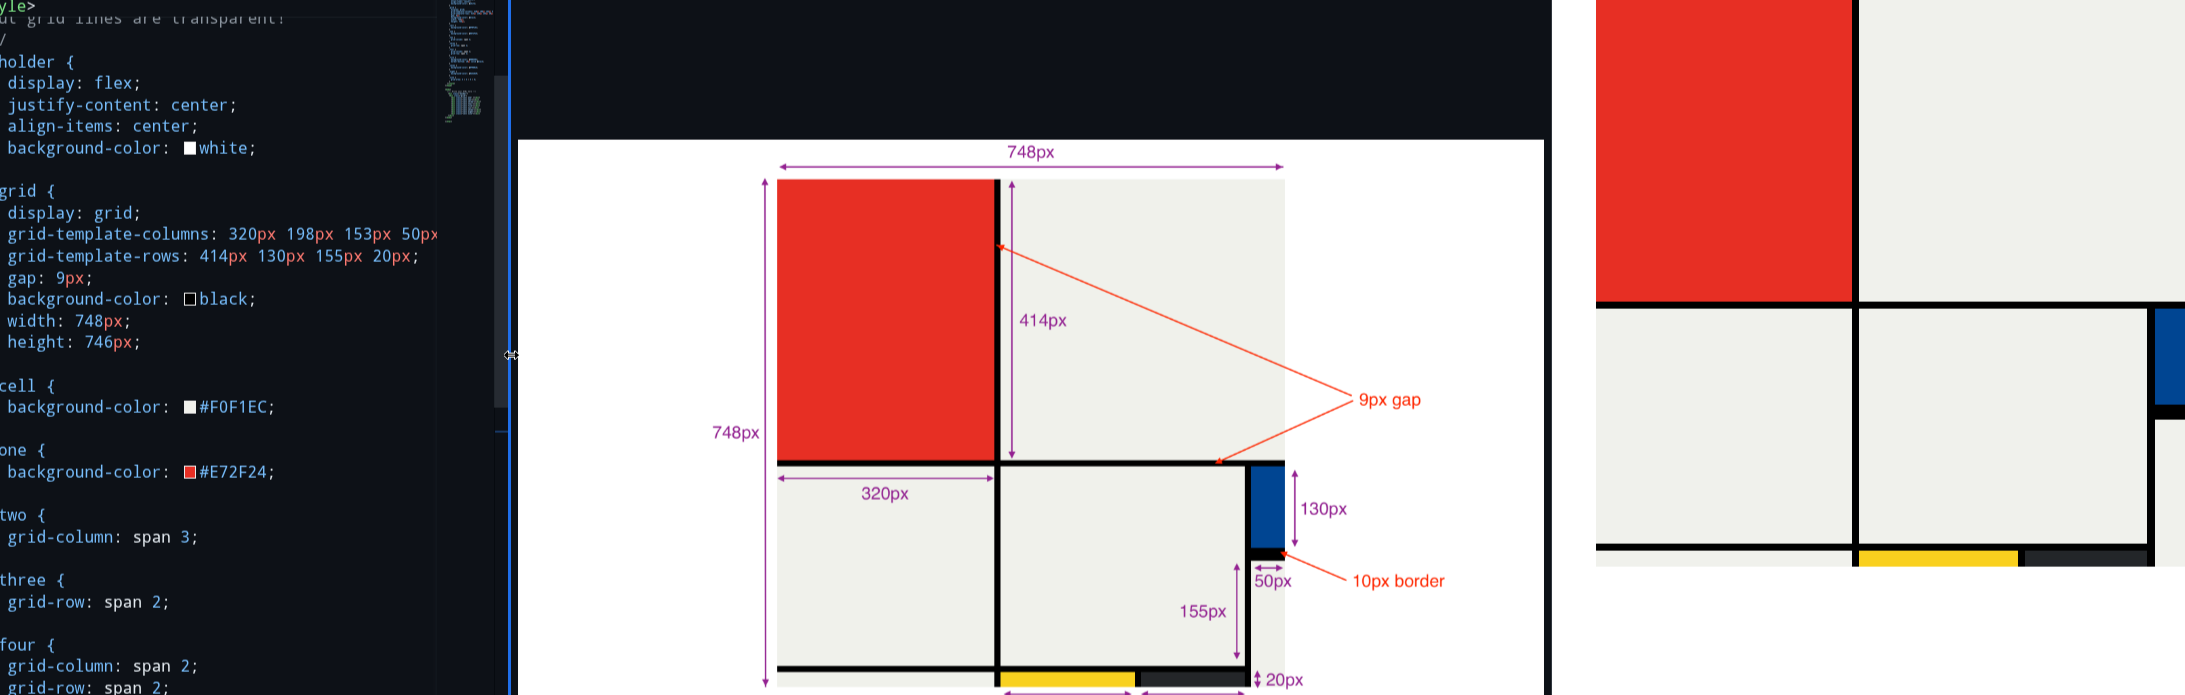 yle>
ut grid lines are transparent!
/
holder {
display: flex;
justify-content: center;
align-items: center;
background-color: white;
grid {
display: grid;
grid-template-columns: 320px 198px 153px 50px
grid-template-rows: 414px 130px 155px 20px;
gap: 9px;
background-color: black;
width: 748px;
height: 746px;
cell {
background-color: #F0F1EC;
one {
background-color: #E72F24;
two {
grid-column: span 3;
three {
grid-row: span 2;
four {
grid-column: span 2;
grid-row: span 2;
748px
414px
9px gap
748px
320px
130px
50px
10px border
155px
20px